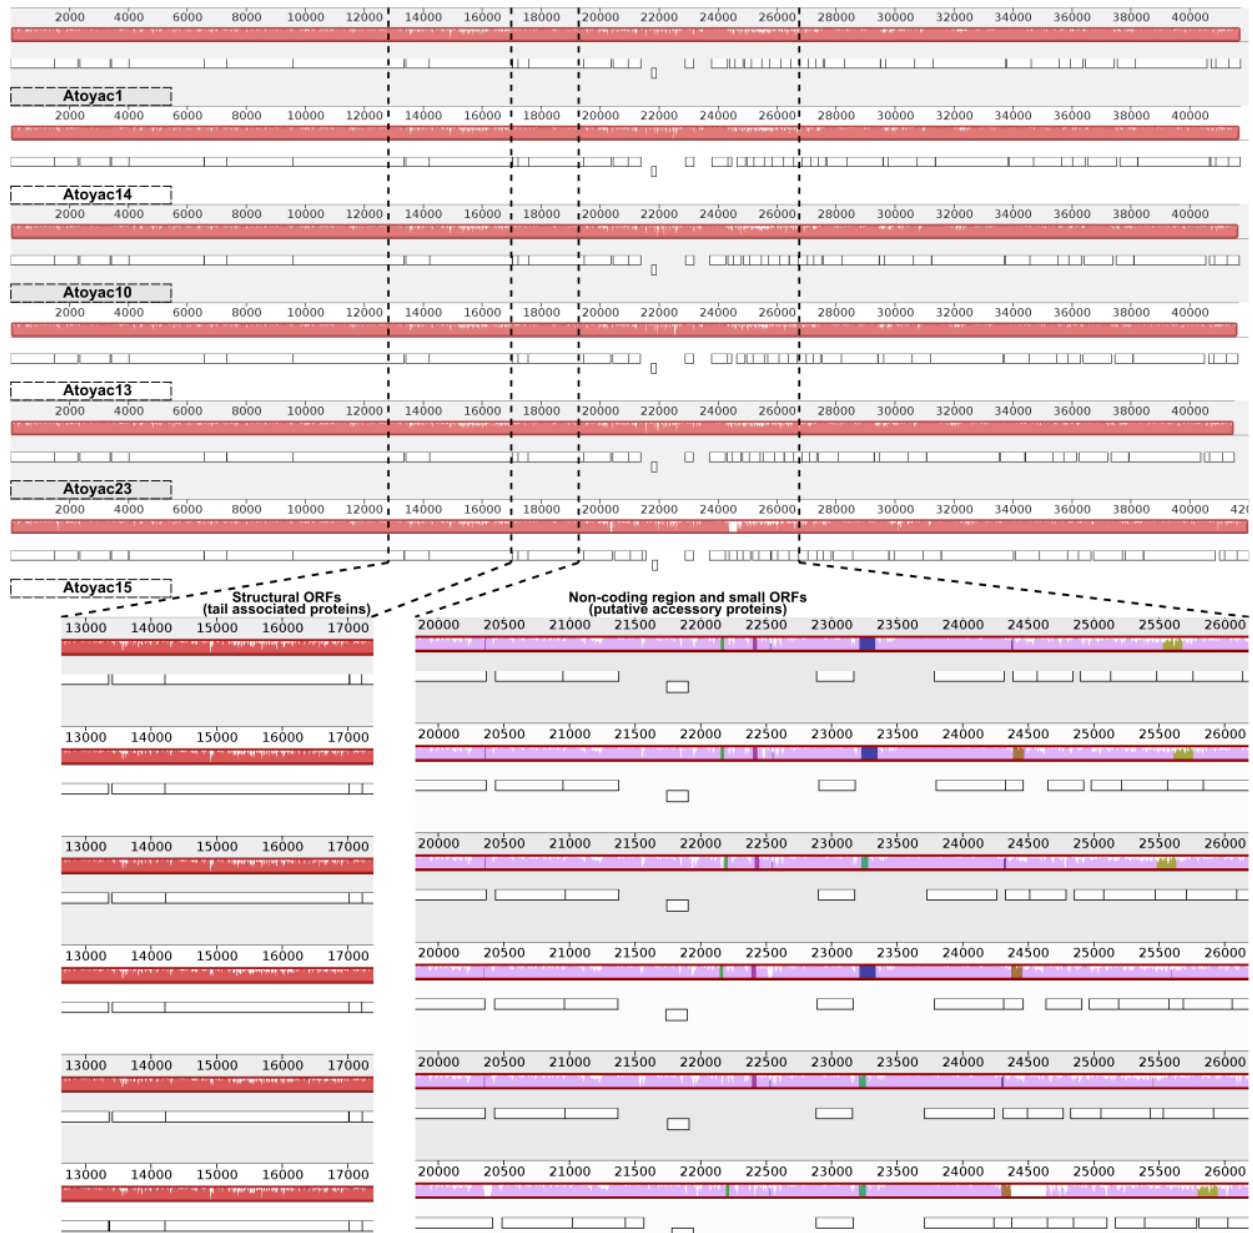 2000 4000 6000 8000 10000 12000 14000 16000 18000 20000 22000 24000 26000 28000 30000 32000 34000 36000 38000 40000
Atoyac1
2000 4000 6000 8000 10000 12000 14000 16000 18000 20000 22000 24000 26000 28000 30000 32000 34000 36000 38000 40000
Atoyac14
2000 4000 6000 8000 10000 12000 14000 16000 18000 20000 22000 24000 26000 28000 30000 32000 34000 36000 38000 40000
Atoyac10
2000 4000 6000 8000 10000 12000 14000 16000 18000 20000 22000 24000 26000 28000 30000 32000 34000 36000 38000 40000
Atoyac13
2000 4000 6000 8000 10000 12000 14000 16000 18000 20000 22000 24000 26000 28000 30000 32000 34000 36000 38000 40000
Atoyac23
2000 4000 6000 8000 10000 12000 14000 16000 18000 20000 22000 24000 26000 28000 30000 32000 34000 36000 38000 40000 420
Atoyac15
Structural ORFs
(tail associated proteins)
Non-coding region and small ORFs
(putative accessory proteins)
13000 14000 15000 16000 17000
20000 20500 21000 21500 22000 22500 23000 23500 24000 24500 25000 25500 26000
13000 14000 15000 16000 17000
20000 20500 21000 21500 22000 22500 23000 23500 24000 24500 25000 25500 26000
13000 14000 15000 16000 17000
20000 20500 21000 21500 22000 22500 23000 23500 24000 24500 25000 25500 26000
13000 14000 15000 16000 17000
20000 20500 21000 21500 22000 22500 23000 23500 24000 24500 25000 25500 26000
13000 14000 15000 16000 17000
20000 20500 21000 21500 22000 22500 23000 23500 24000 24500 25000 25500 26000
13000 14000 15000 16000 17000
20000 20500 21000 21500 22000 22500 23000 23500 24000 24500 25000 25500 26000